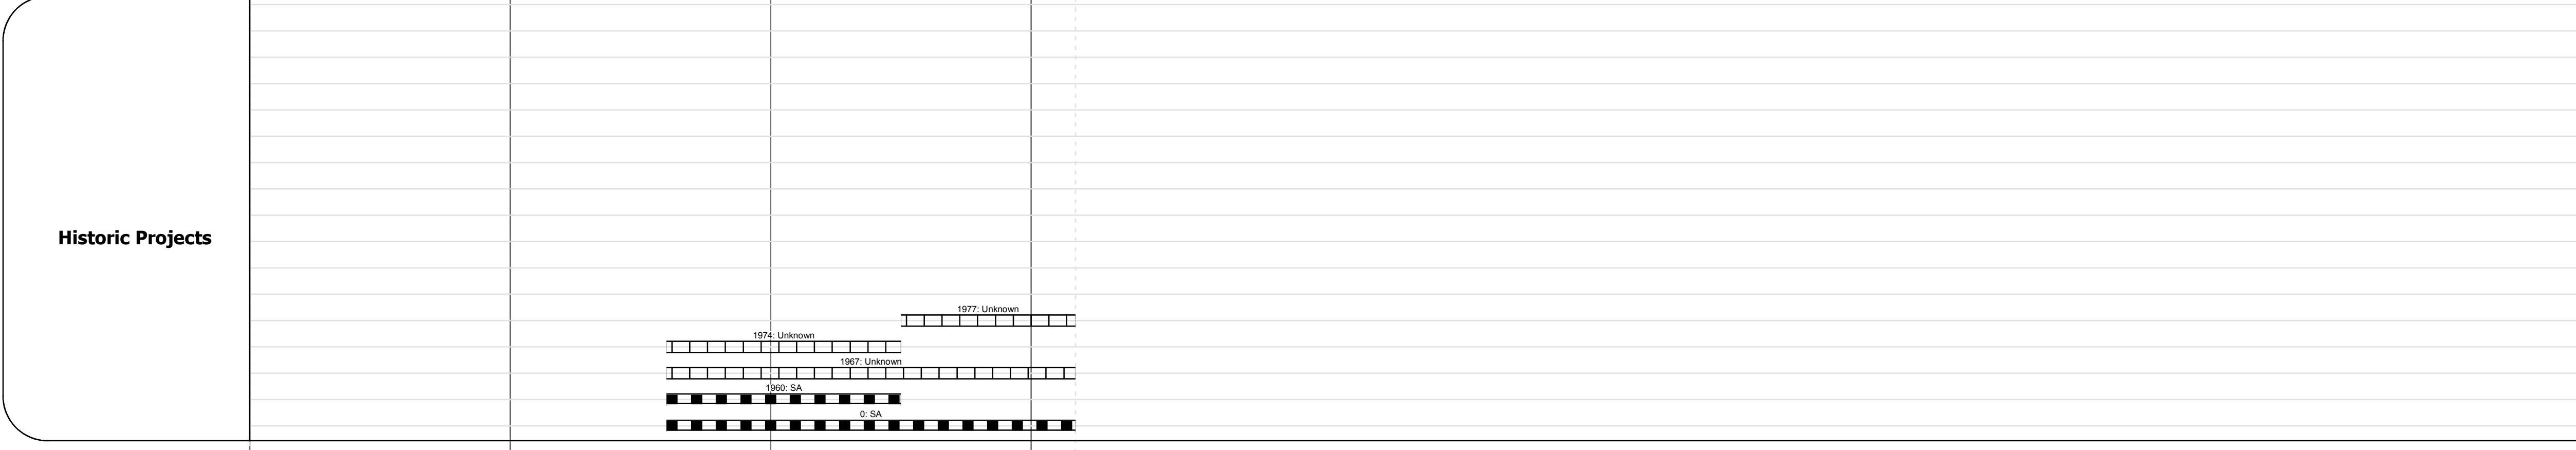 Historic Projects
1977: Unknown
1974: Unknown
1967: Unknown
1960: SA
0: SA